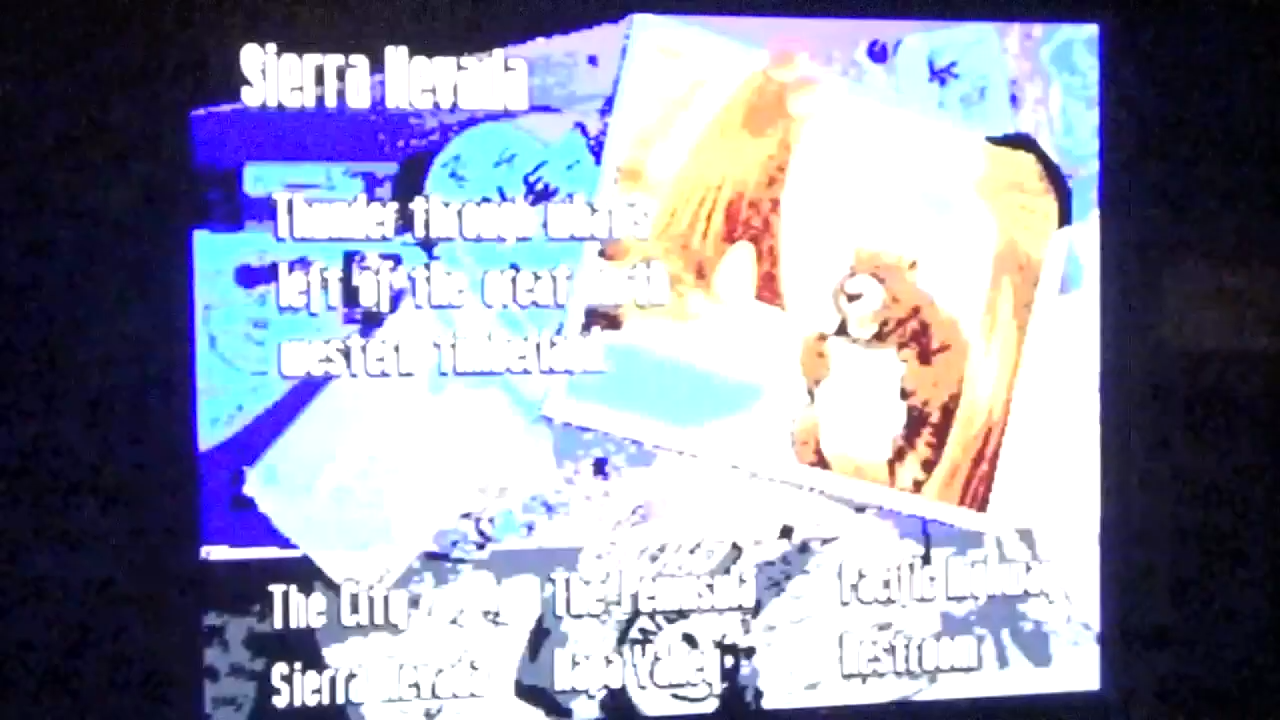 Sierra Nevada
Thunder through what is
left of the great north
western timberland
The City
The Peninsula
Pacific Highway
Sierra Nevada
Napa Valley
Restroom